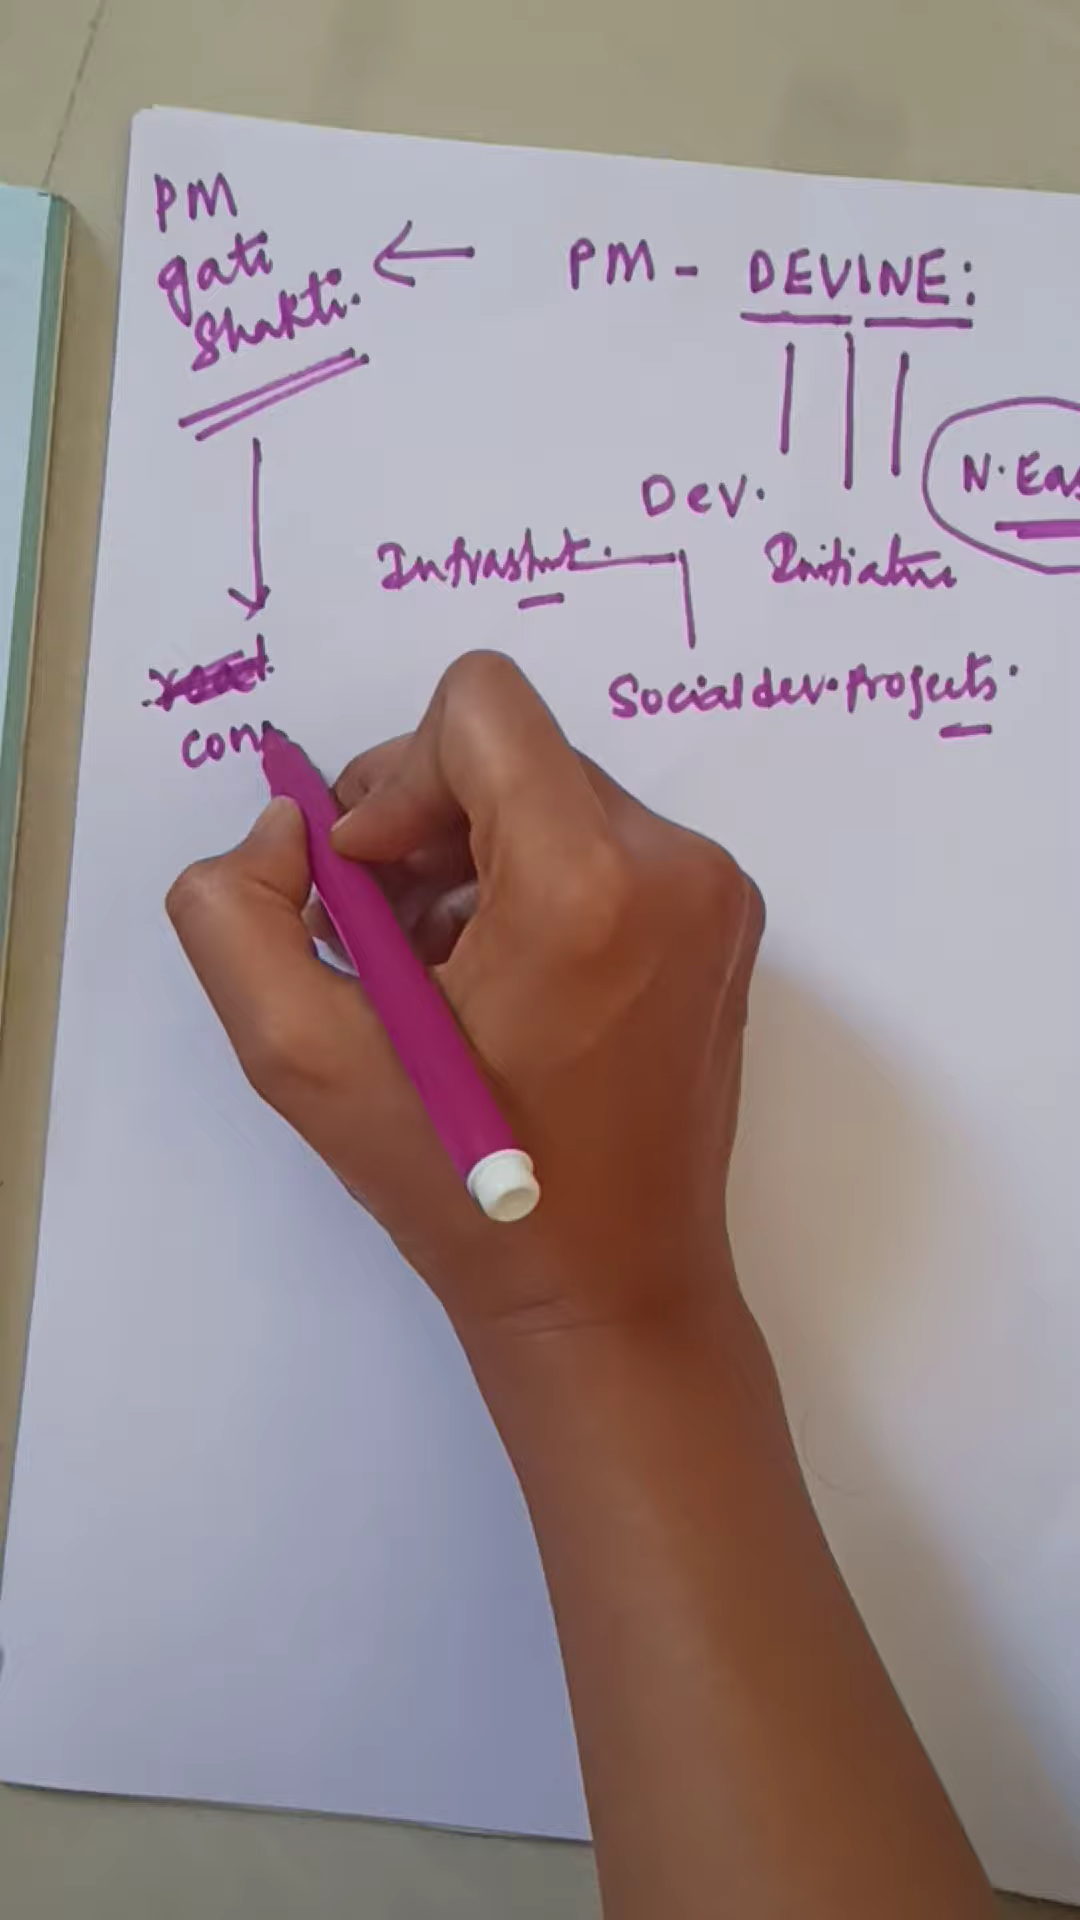 PM
gati
Shakti.
PM - DEVINE:
Dev.
Initiative
N. Eas
Infrastrut.
Social dev. Projects.
con